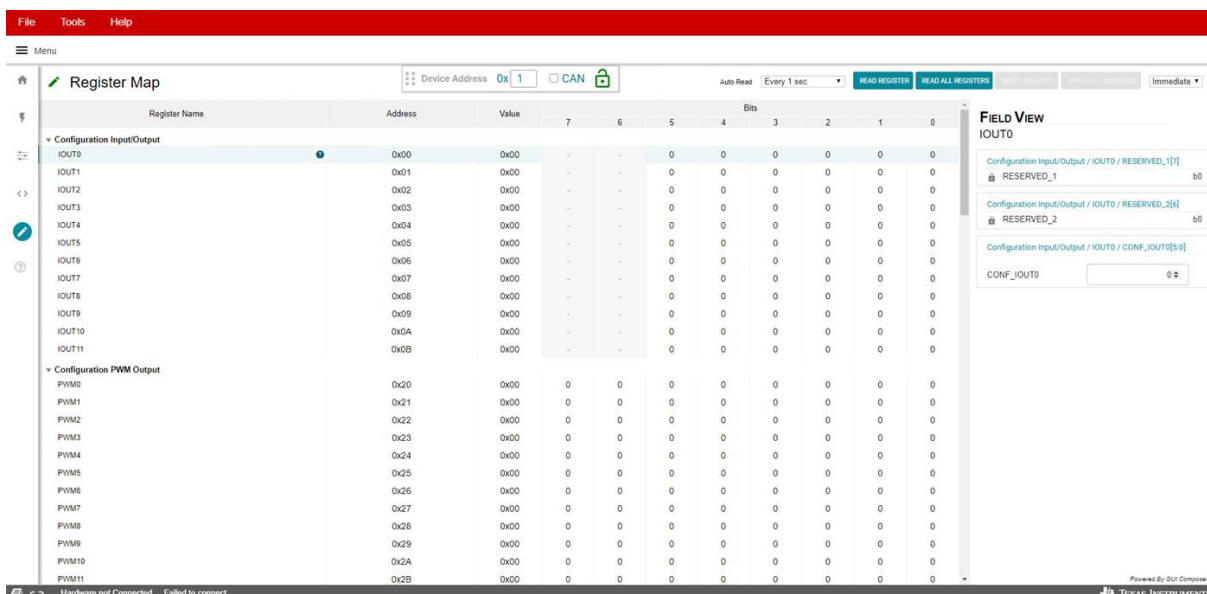 File Tools Help
Menu
Register Map
Device Address 0x 1 CAN
Auto Read Every 1 sec READ REGISTER READ ALL REGISTERS Immediate
Register Name Address Value Bits
7 6 5 4 3 2 1 0
Configuration Input/Output
IOUT0 0x00 0x00 - - 0 0 0 0 0 0
IOUT1 0x01 0x00 - - 0 0 0 0 0 0
IOUT2 0x02 0x00 - - 0 0 0 0 0 0
IOUT3 0x03 0x00 - - 0 0 0 0 0 0
IOUT4 0x04 0x00 - - 0 0 0 0 0 0
IOUT5 0x05 0x00 - - 0 0 0 0 0 0
IOUT6 0x06 0x00 - - 0 0 0 0 0 0
IOUT7 0x07 0x00 - - 0 0 0 0 0 0
IOUT8 0x08 0x00 - - 0 0 0 0 0 0
IOUT9 0x09 0x00 - - 0 0 0 0 0 0
IOUT10 0x0A 0x00 - - 0 0 0 0 0 0
IOUT11 0x0B 0x00 - - 0 0 0 0 0 0
Configuration PWM Output
PWM0 0x20 0x00 0 0 0 0 0 0 0 0
PWM1 0x21 0x00 0 0 0 0 0 0 0 0
PWM2 0x22 0x00 0 0 0 0 0 0 0 0
PWM3 0x23 0x00 0 0 0 0 0 0 0 0
PWM4 0x24 0x00 0 0 0 0 0 0 0 0
PWM5 0x25 0x00 0 0 0 0 0 0 0 0
PWM6 0x26 0x00 0 0 0 0 0 0 0 0
PWM7 0x27 0x00 0 0 0 0 0 0 0 0
PWM8 0x28 0x00 0 0 0 0 0 0 0 0
PWM9 0x29 0x00 0 0 0 0 0 0 0 0
PWM10 0x2A 0x00 0 0 0 0 0 0 0 0
PWM11 0x2B 0x00 0 0 0 0 0 0 0 0
FIELD VIEW
IOUT0
Configuration Input/Output / IOUT0 / RESERVED_1[7]
RESERVED_1 b0
Configuration Input/Output / IOUT0 / RESERVED_2[6]
RESERVED_2 b0
Configuration Input/Output / IOUT0 / CONF_IOUT0[5:0]
CONF_IOUT0 0
Powered By GUI Compose
Hardware not Connected. Failed to connect. TEXAS INSTRUMENT